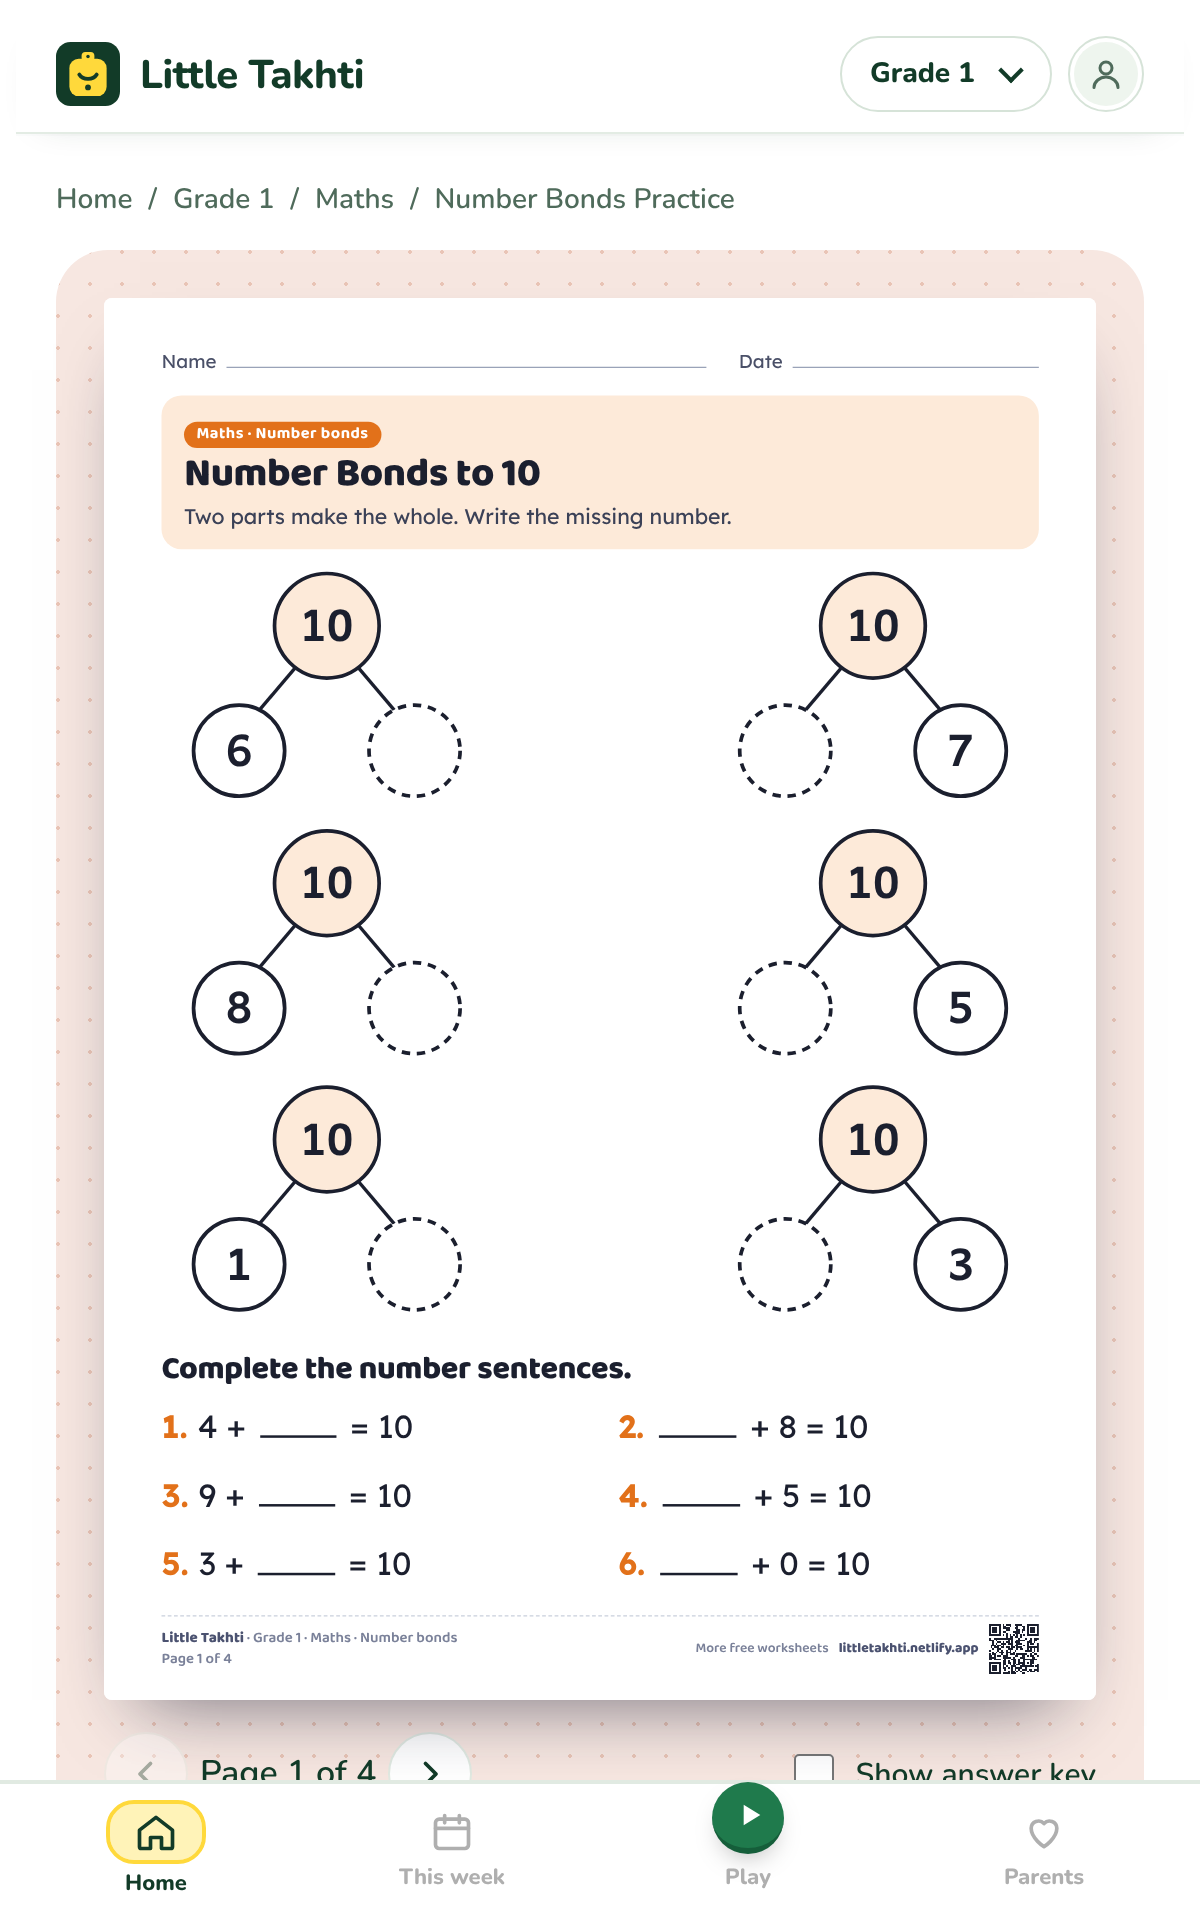 Little Takhti
Grade 1
Home / Grade 1 / Maths / Number Bonds Practice
Name
Date
Maths · Number bonds
Number Bonds to 10
Two parts make the whole. Write the missing number.
10 10
6 7
10 10
8 5
10 10
1 3
Complete the number sentences.
1. 4 + ____ = 10
2. ____ + 8 = 10
3. 9 + ____ = 10
4. ____ + 5 = 10
5. 3 + ____ = 10
6. ____ + 0 = 10
Little Takhti · Grade 1 · Maths · Number bonds
Page 1 of 4
More free worksheets littletakhti.netlify.app
Page 1 of 4
Show answer key
Home
This week
Play
Parents